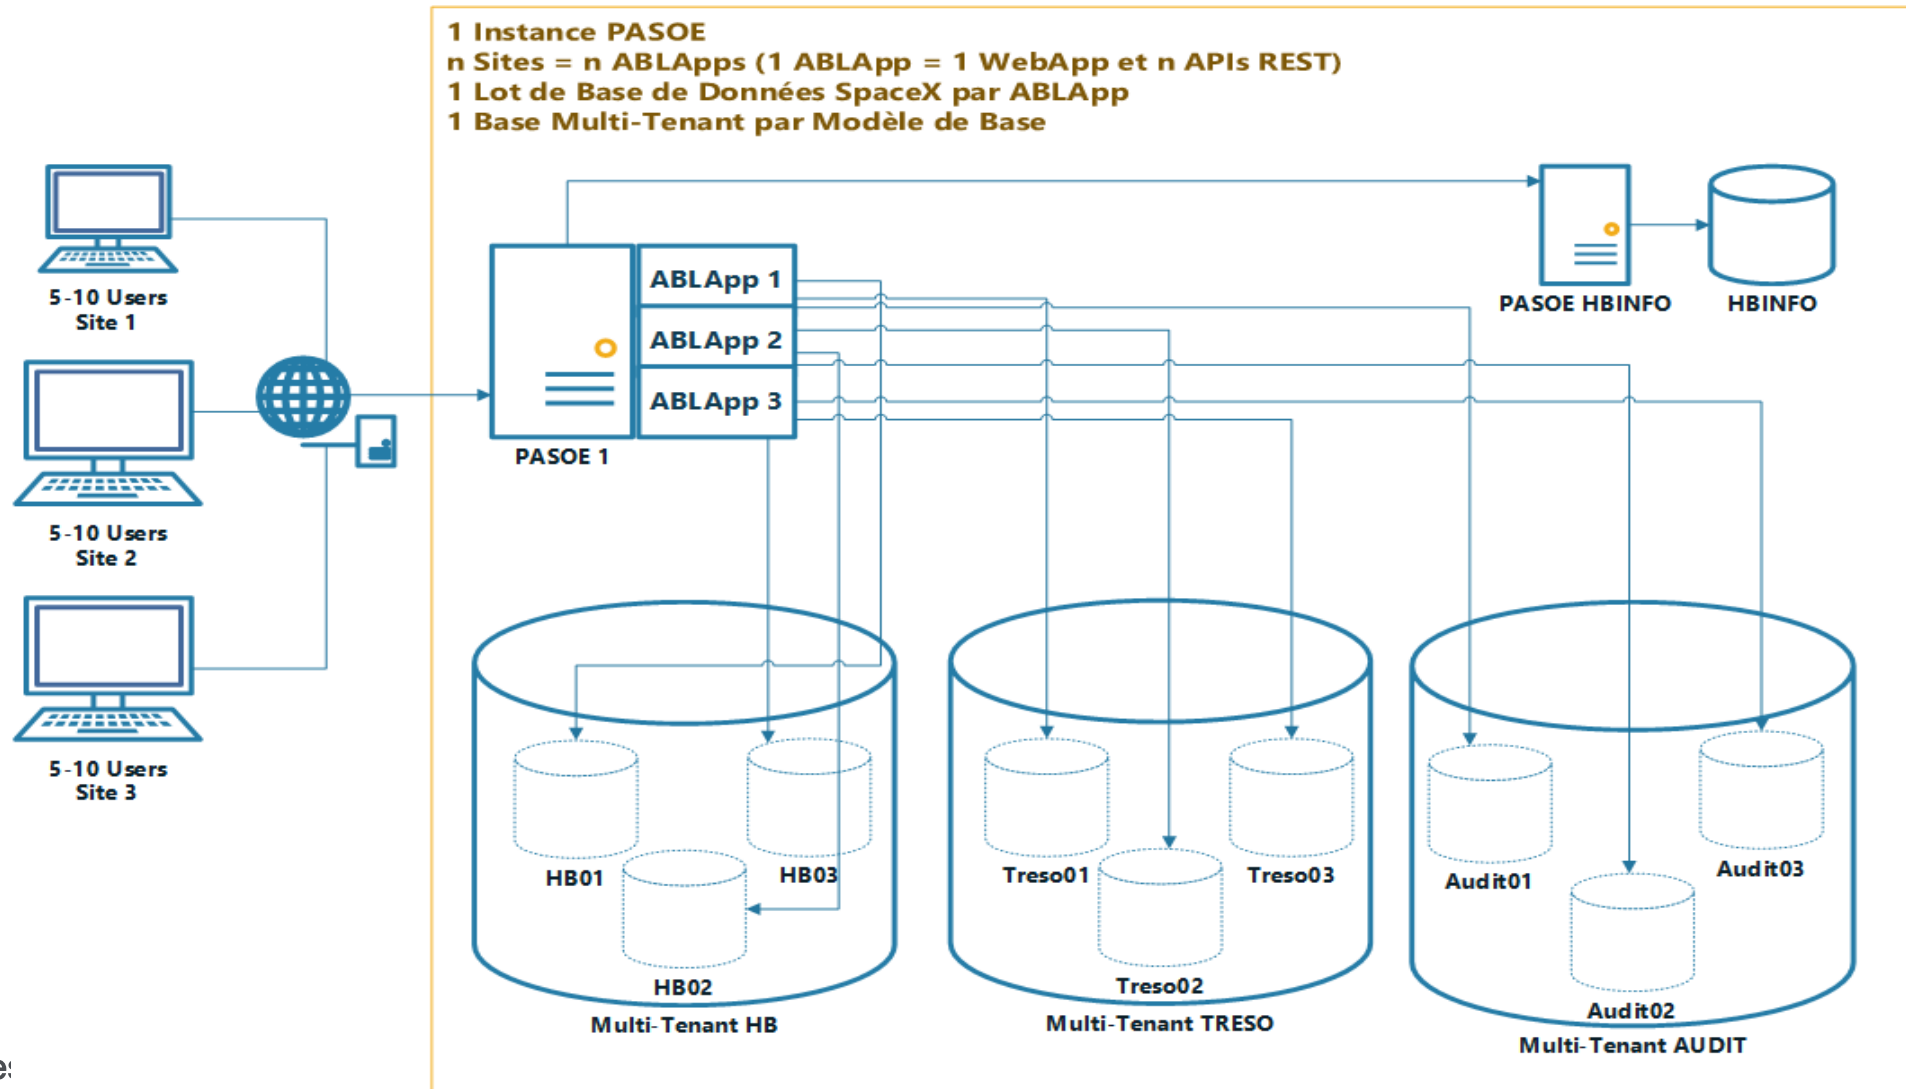 1 Instance PASOE
n Sites = n ABLApps (1 ABLApp = 1 WebApp et n APIs REST)
1 Lot de Base de Données SpaceX par ABLApp
1 Base Multi-Tenant par Modèle de Base
5-10 Users
Site 1
5-10 Users
Site 2
5-10 Users
Site 3
ABLApp 1
ABLApp 2
ABLApp 3
PASOE 1
PASOE HBINFO
HBINFO
HB01
HB03
HB02
Multi-Tenant HB
Treso01
Treso03
Treso02
Multi-Tenant TRESO
Audit01
Audit03
Audit02
Multi-Tenant AUDIT